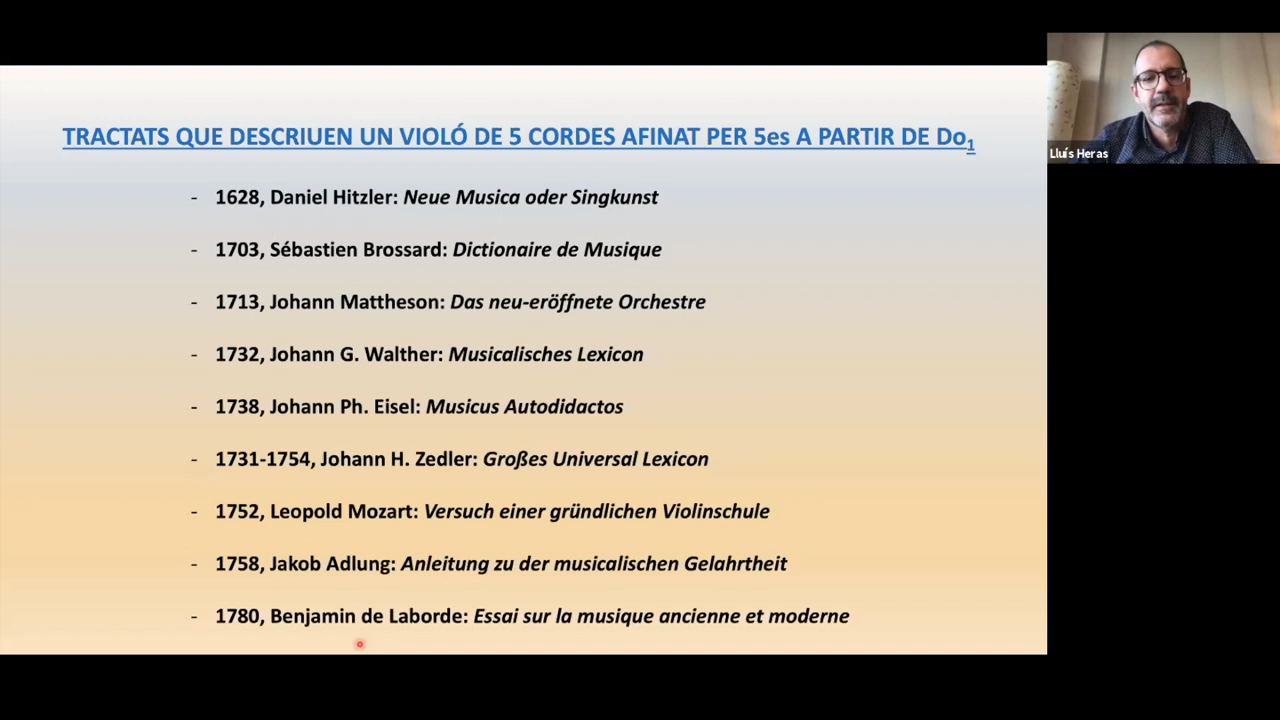 TRACTATS QUE DESCRIUEN UN VIOLÓ DE 5 CORDES AFINAT PER 5es A PARTIR DE Do1
- 1628, Daniel Hitzler: Neue Musica oder Singkunst
- 1703, Sébastien Brossard: Dictionaire de Musique
- 1713, Johann Mattheson: Das neu-eröffnete Orchestre
- 1732, Johann G. Walther: Musicalisches Lexicon
- 1738, Johann Ph. Eisel: Musicus Autodidactos
- 1731-1754, Johann H. Zedler: Großes Universal Lexicon
- 1752, Leopold Mozart: Versuch einer gründlichen Violinschule
- 1758, Jakob Adlung: Anleitung zu der musicalischen Gelahrtheit
- 1780, Benjamin de Laborde: Essai sur la musique ancienne et moderne
Lluís Heras